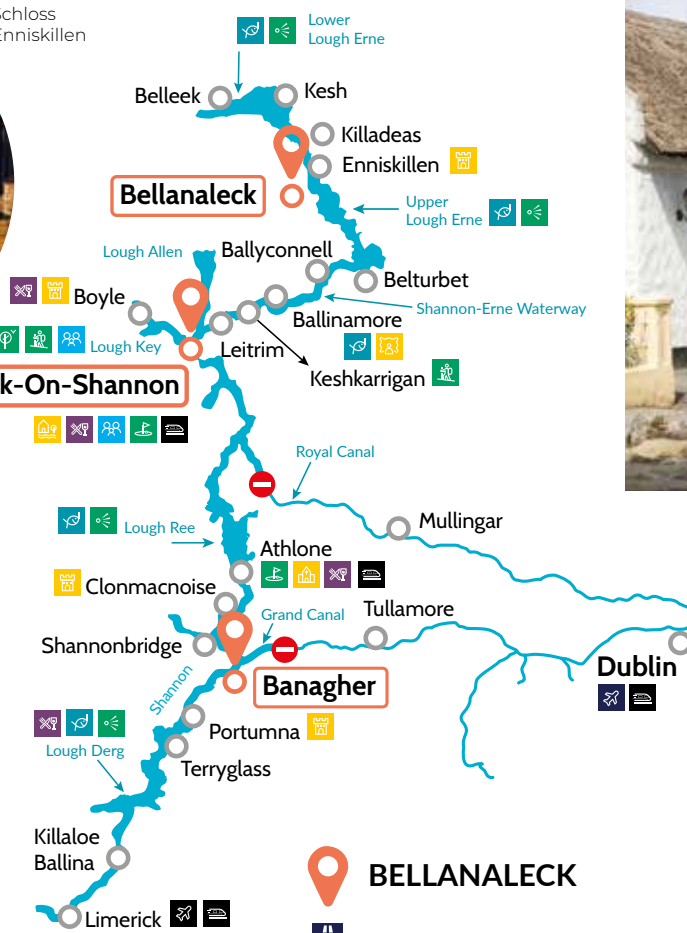 Schloss
Enniskillen
Lower
Lough Erne
Belleek
Kesh
Killadeas
Enniskillen
Bellanaleck
Upper
Lough Erne
Lough Allen
Ballyconnell
Belturbet
Boyle
Shannon-Erne Waterway
Ballinamore
Lough Key
Leitrim
Keshkarrigan
k-On-Shannon
Royal Canal
Mullingar
Lough Ree
Athlone
Clonmacnoise
Grand Canal
Tullamore
Shannonbridge
Dublin
Shannon
Banagher
Portumna
Lough Derg
Terryglass
Killaloe
Ballina
BELLANALECK
Limerick